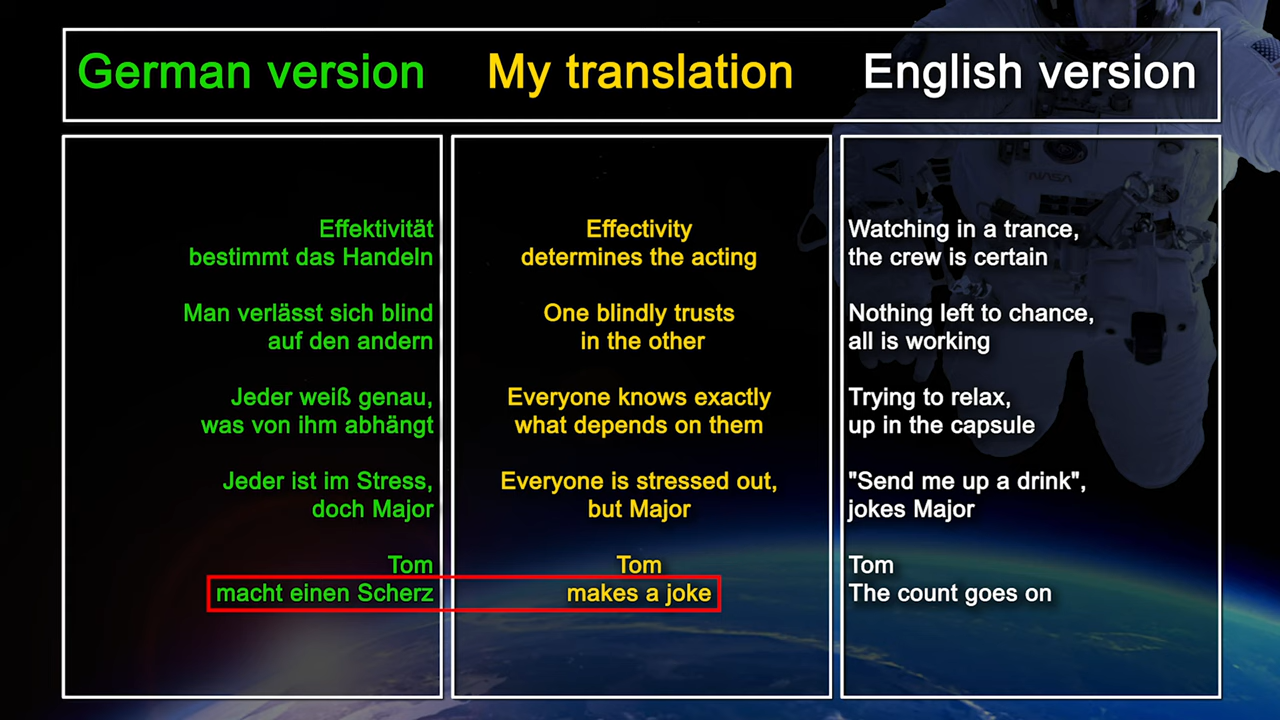 German version
My translation
English version
Effektivität
bestimmt das Handeln
Man verlässt sich blind
auf den andern
Jeder weiß genau,
was von ihm abhängt
Jeder ist im Stress,
doch Major
Tom
macht einen Scherz
Effectivity
determines the acting
One blindly trusts
in the other
Everyone knows exactly
what depends on them
Everyone is stressed out,
but Major
Tom
makes a joke
Watching in a trance,
the crew is certain
Nothing left to chance,
all is working
Trying to relax,
up in the capsule
"Send me up a drink",
jokes Major
Tom
The count goes on
NASA